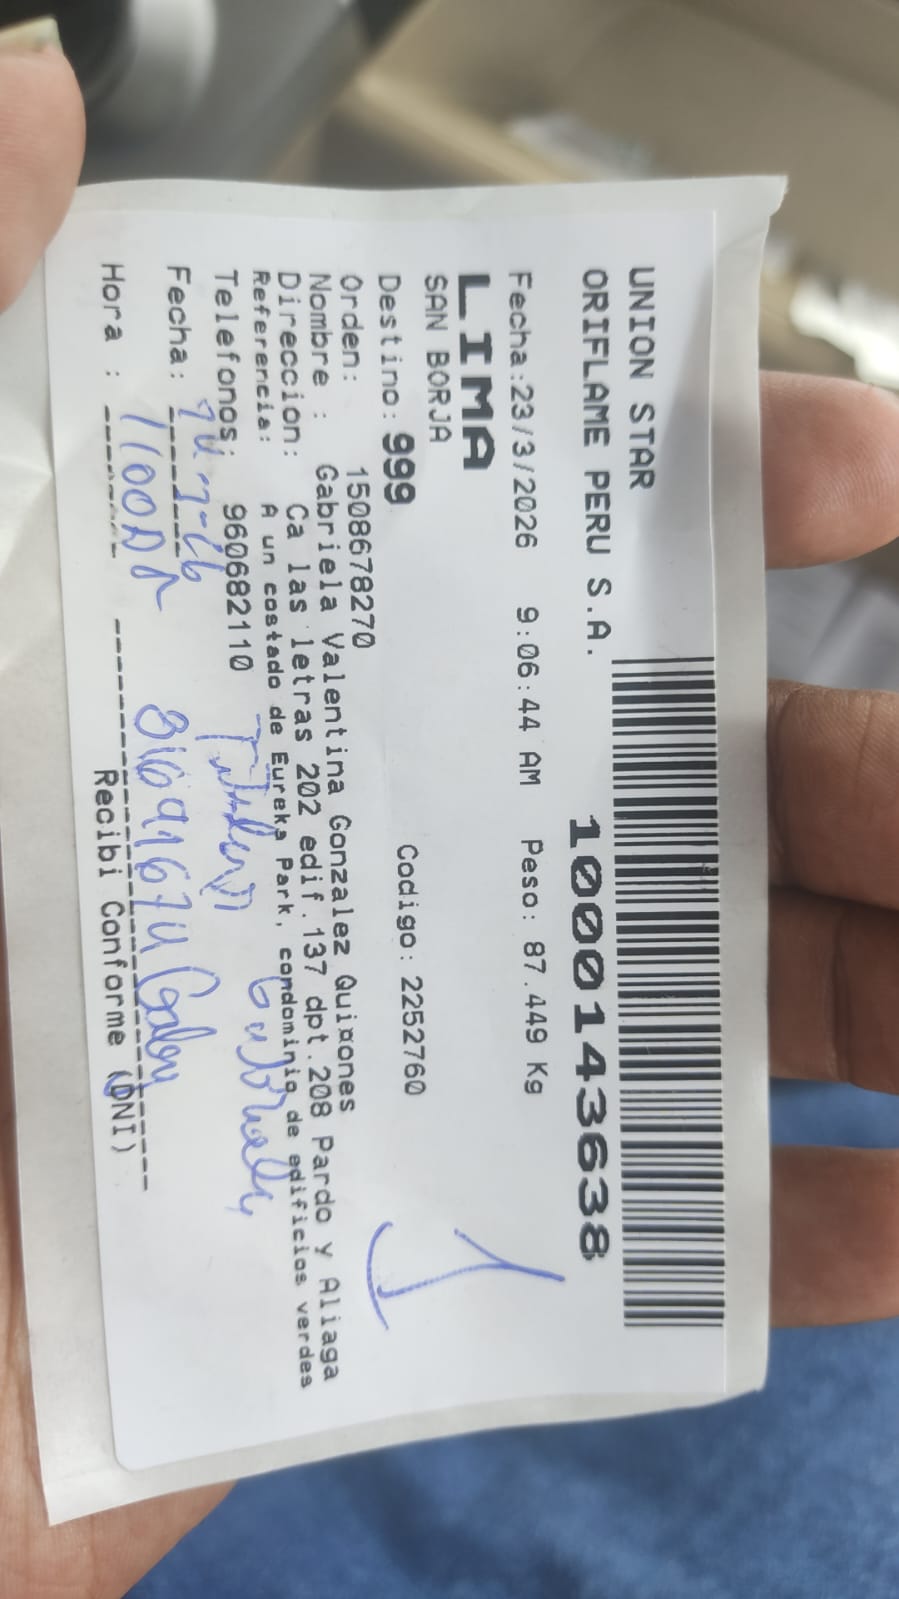 UNION STAR
ORIFLAME PERU S.A.
1000143638
Fecha:23/3/2026 9:06:44 AM Peso: 87.449 Kg
LIMA
SAN BORJA
Destino: 999 Codigo: 2252760
Orden: 1508678270
Nombre : Gabriela Valentina Gonzalez Qui¤ones
Direccion: Ca las letras 202 edif.137 dpt.208 Pardo y Aliaga
Referencia: A un costado de Eureka Park, condominio de edificios verdes
Telefonos: 960682110
Fecha:
Hora :
Recibi Conforme (DNI)